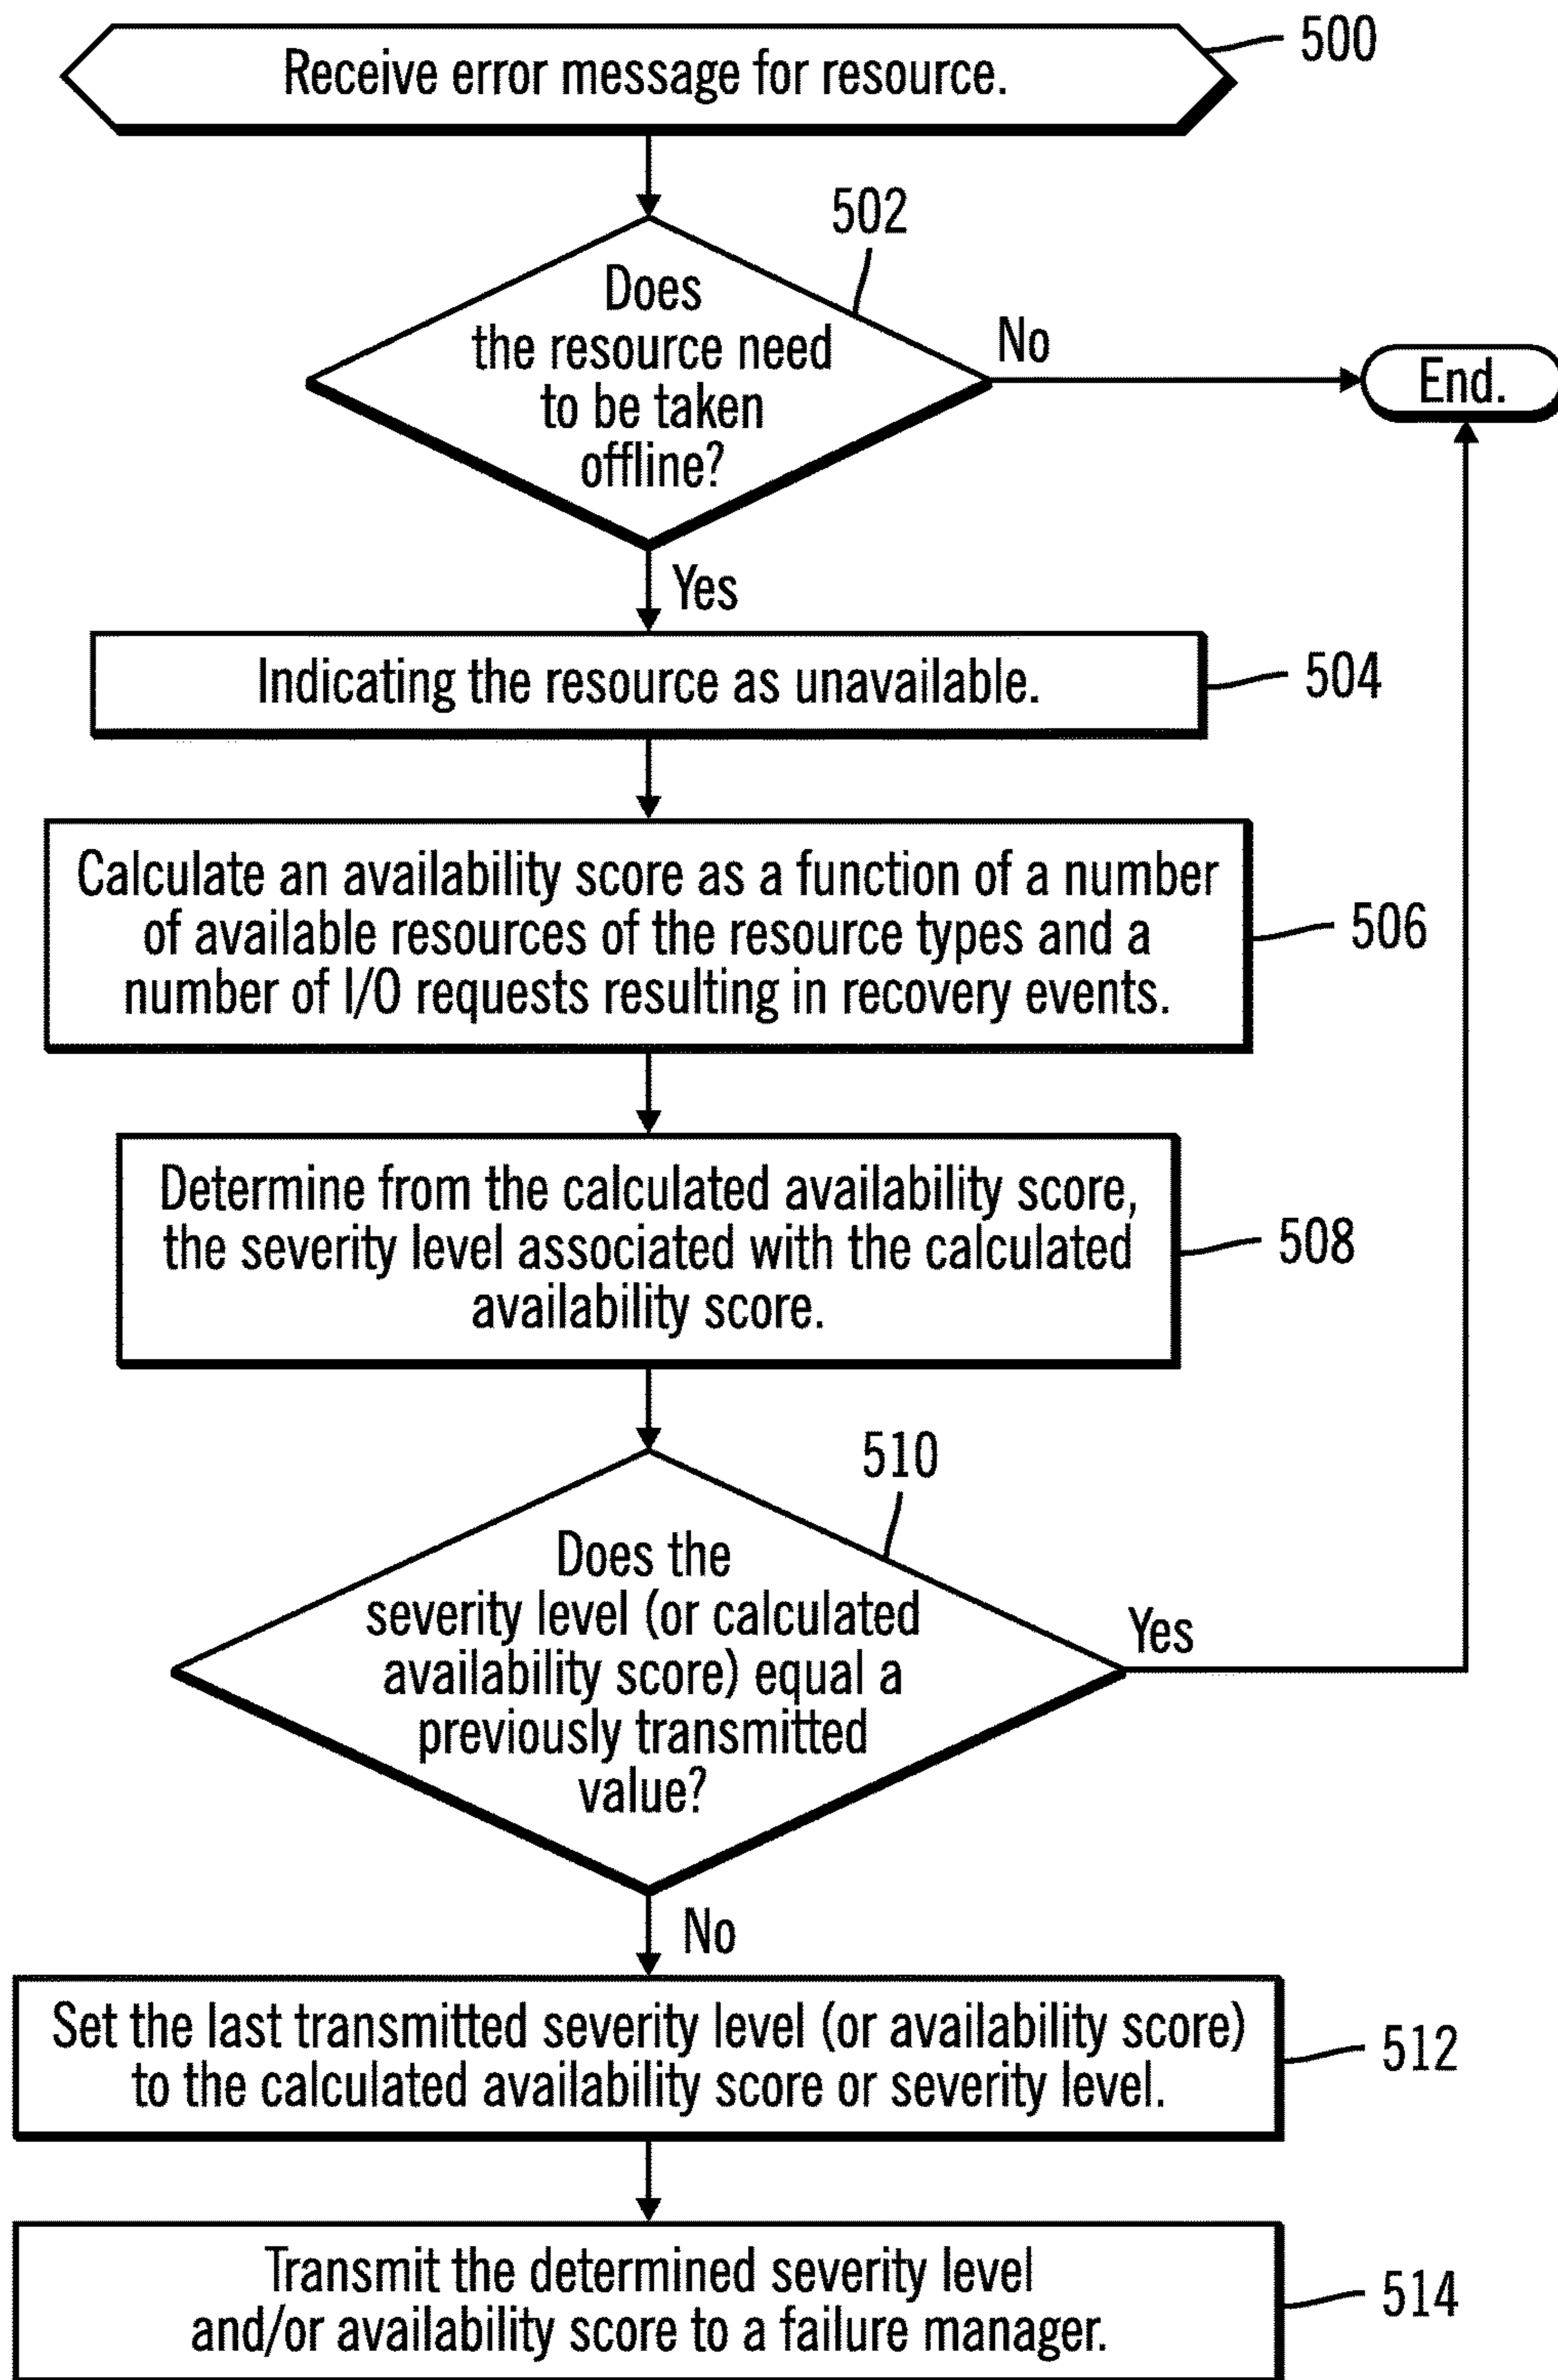 Receive error message for resource.
500
502
Does
the resource need
to be taken
offline?
No
End.
Yes
Indicating the resource as unavailable.
504
Calculate an availability score as a function of a number
of available resources of the resource types and a
number of I/O requests resulting in recovery events.
506
Determine from the calculated availability score,
the severity level associated with the calculated
availability score.
508
510
Does the
severity level (or calculated
availability score) equal a
previously transmitted
value?
Yes
No
Set the last transmitted severity level (or availability score)
to the calculated availability score or severity level.
512
Transmit the determined severity level
and/or availability score to a failure manager.
514